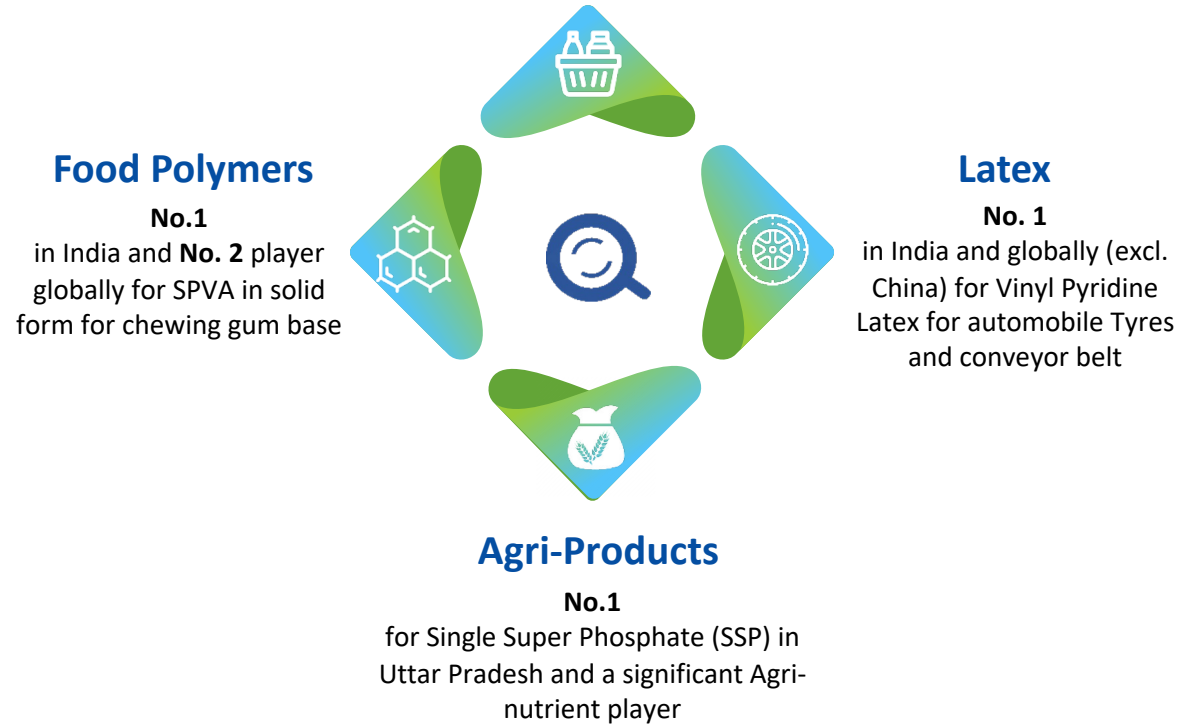 Food Polymers
No.1
in India and No. 2 player
globally for SPVA in solid
form for chewing gum base
Latex
No. 1
in India and globally (excl.
China) for Vinyl Pyridine
Latex for automobile Tyres
and conveyor belt
Agri-Products
No.1
for Single Super Phosphate (SSP) in
Uttar Pradesh and a significant Agri-
nutrient player